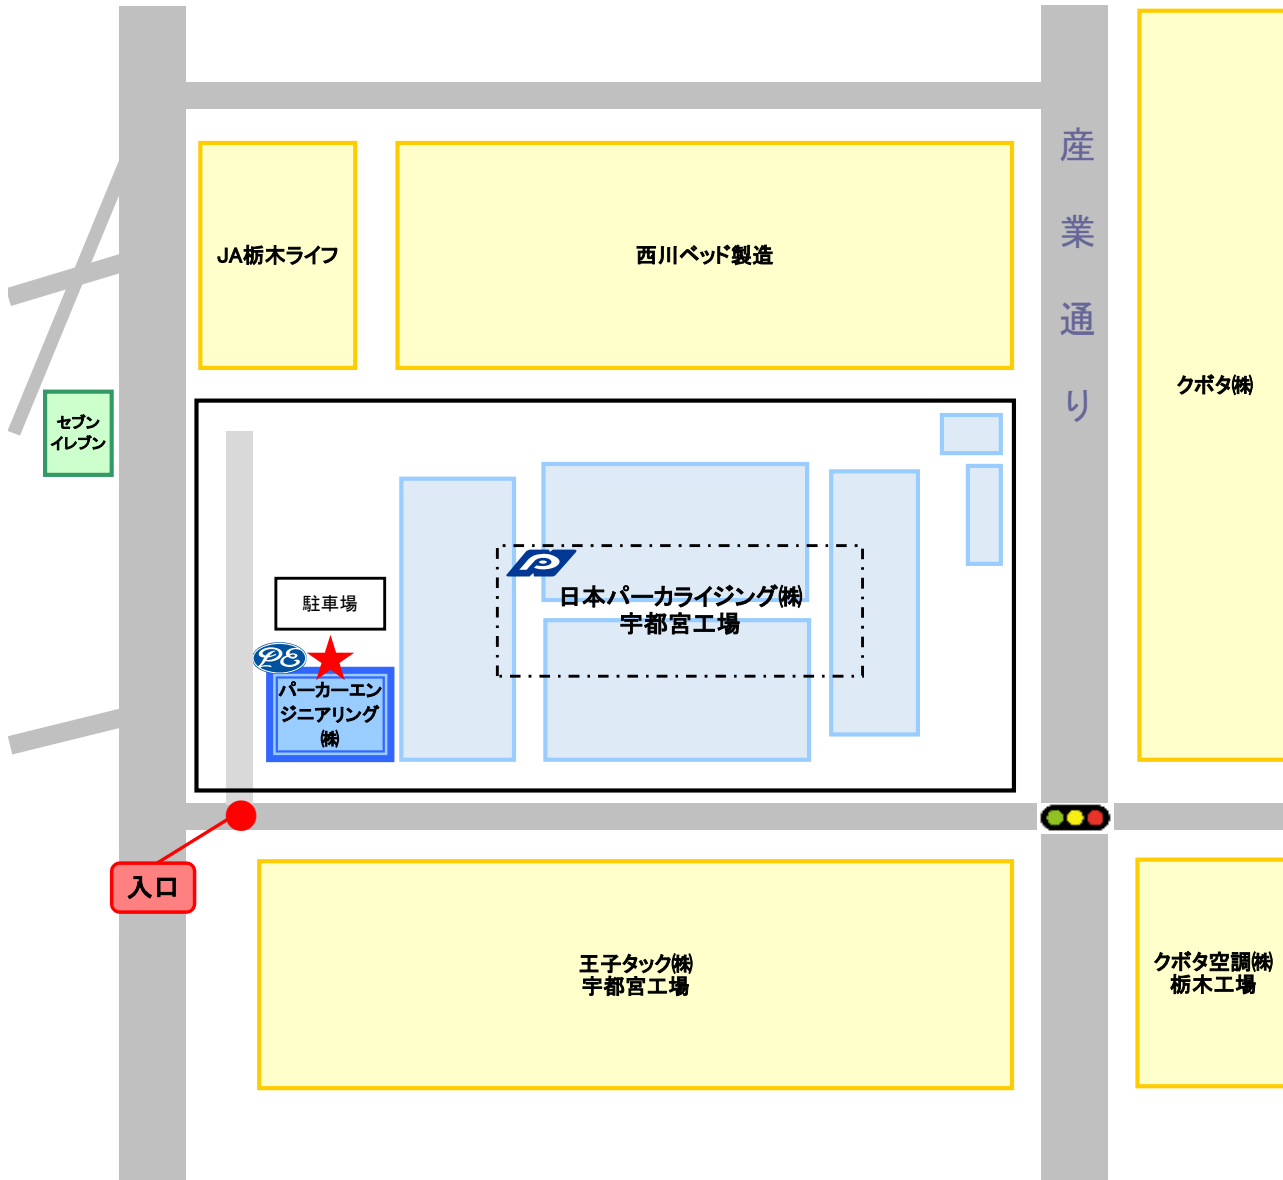 産業通り
JA栃木ライフ
西川ベッド製造
クボタ㈱
セブン
イレブン
駐車場
日本パーカライジング㈱
宇都宮工場
PE
パーカーエン
ジニアリング
㈱
入口
王子タック㈱
宇都宮工場
クボタ空調㈱
栃木工場